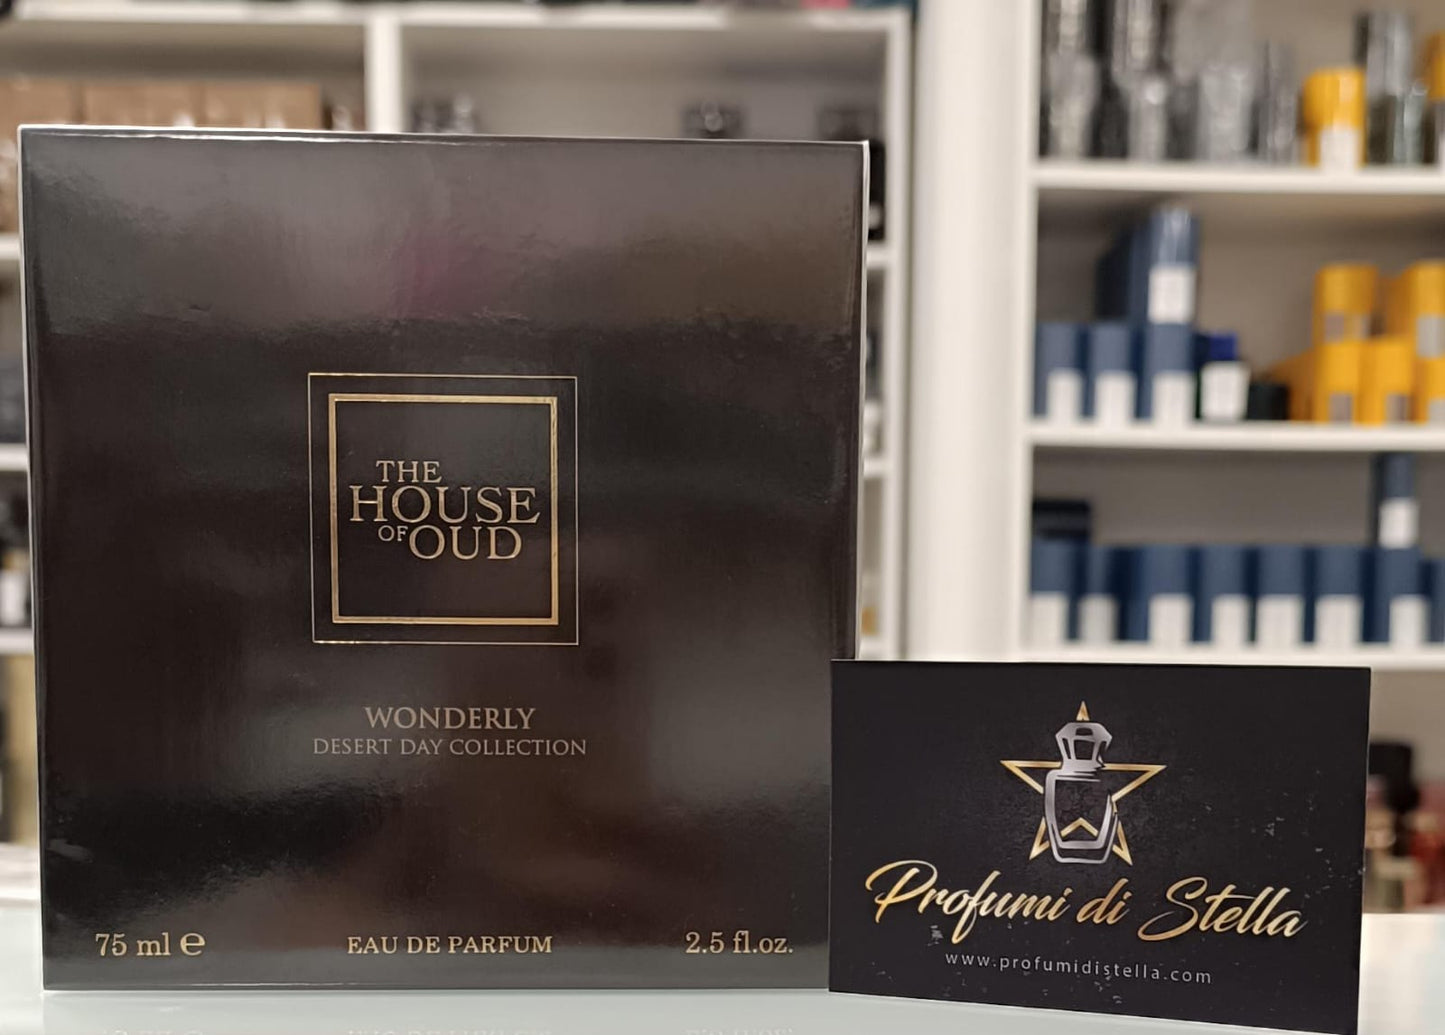 THE
HOUSE
OF OUD
WONDERLY
DESERT DAY COLLECTION
75 ml ℮
EAU DE PARFUM
2.5 fl.oz.
Profumi di Stella
www.profumidistella.com